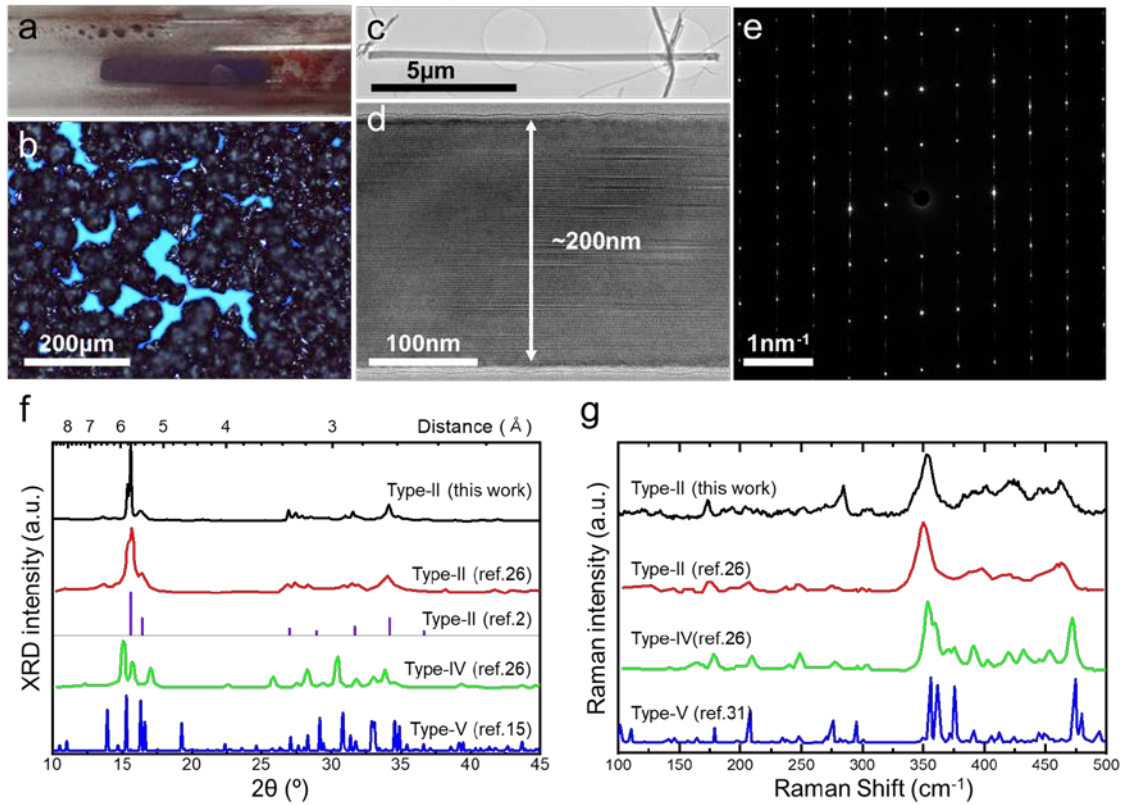 a
b
200µm
c
5µm
d
~200nm
100nm
e
1nm-1
f
8 7 6 5 4 3 Distance (Å)
Type-II (this work)
Type-II (ref.26)
Type-II (ref.2)
Type-IV (ref.26)
Type-V (ref.15)
XRD intensity (a.u.)
10 15 20 25 30 35 40 45
2θ (º)
g
Type-II (this work)
Type-II (ref.26)
Type-IV(ref.26)
Type-V (ref.31)
Raman intensity (a.u.)
100 150 200 250 300 350 400 450 500
Raman Shift (cm-1)